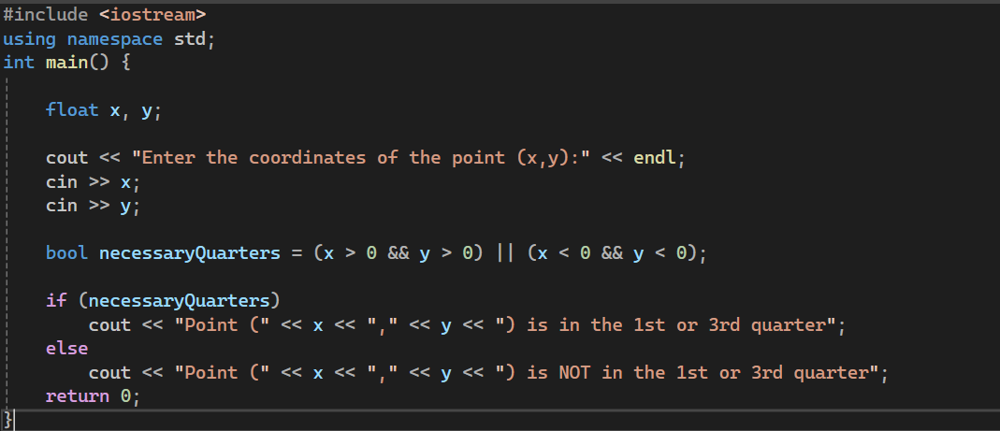 #include <iostream>
using namespace std;
int main() {
float x, y;
cout << "Enter the coordinates of the point (x,y):" << endl;
cin >> x;
cin >> y;
bool necessaryQuarters = (x > 0 && y > 0) || (x < 0 && y < 0);
if (necessaryQuarters)
cout << "Point (" << x << "," << y << ") is in the 1st or 3rd quarter";
else
cout << "Point (" << x << "," << y << ") is NOT in the 1st or 3rd quarter";
return 0;
}